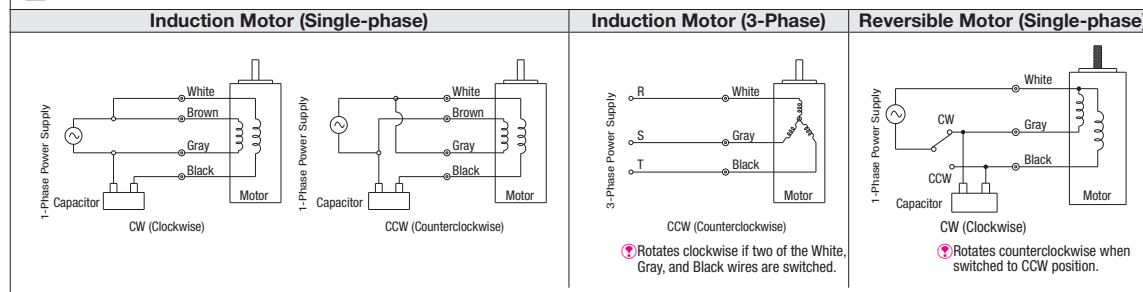 Induction Motor (Single-phase)
Induction Motor (3-Phase)
Reversible Motor (Single-phase)
1-Phase Power Supply
White
Brown
Gray
Black
Capacitor
Motor
CW (Clockwise)
1-Phase Power Supply
White
Brown
Gray
Black
Capacitor
Motor
CCW (Counterclockwise)
3-Phase Power Supply
R
White
S
Gray
T
Black
Motor
CCW (Counterclockwise)
Rotates clockwise if two of the White,
Gray, and Black wires are switched.
1-Phase Power Supply
White
CW
Gray
Black
CCW
Capacitor
Motor
CW (Clockwise)
Rotates counterclockwise when
switched to CCW position.